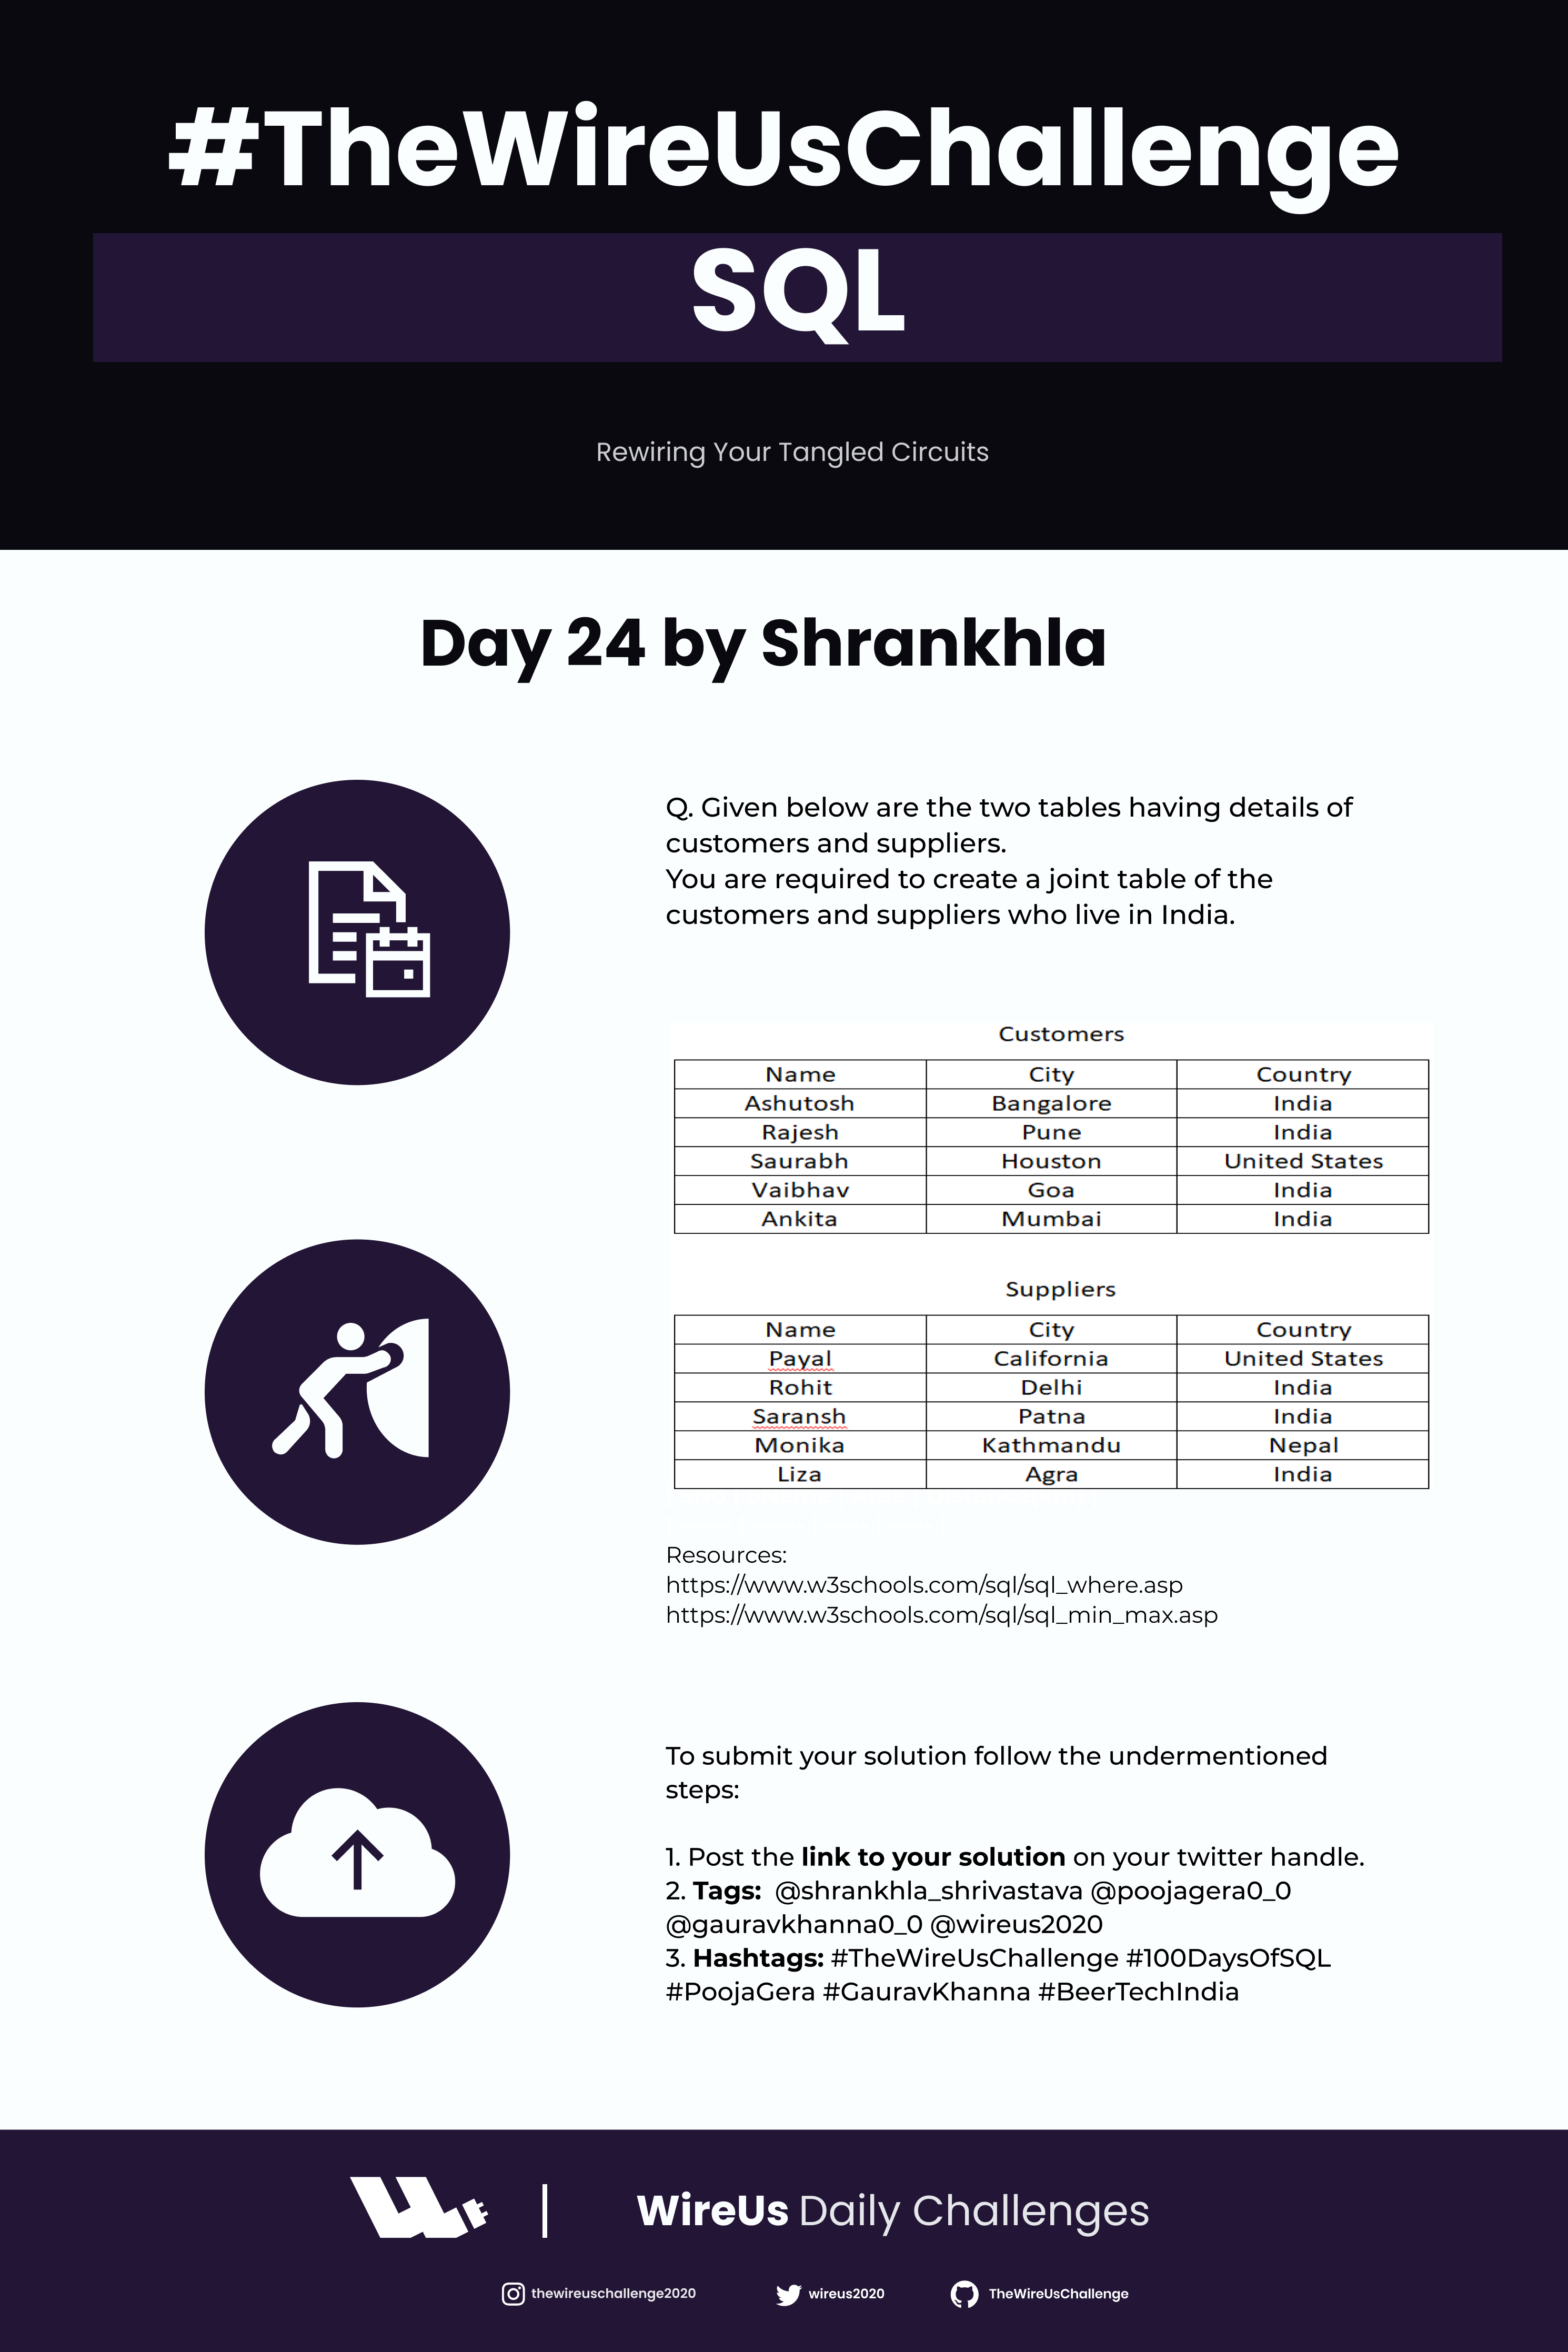 #TheWireUsChallenge
SQL
Rewiring Your Tangled Circuits
Day 24 by Shrankhla
Q. Given below are the two tables having details of
customers and suppliers.
You are required to create a joint table of the
customers and suppliers who live in India.
Customers
Name City Country
Ashutosh Bangalore India
Rajesh Pune India
Saurabh Houston United States
Vaibhav Goa India
Ankita Mumbai India
Suppliers
Name City Country
Payal California United States
Rohit Delhi India
Saransh Patna India
Monika Kathmandu Nepal
Liza Agra India
Resources:
https://www.w3schools.com/sql/sql_where.asp
https://www.w3schools.com/sql/sql_min_max.asp
To submit your solution follow the undermentioned
steps:
1. Post the link to your solution on your twitter handle.
2. Tags: @shrankhla_shrivastava @poojagera0_0
@gauravkhanna0_0 @wireus2020
3. Hashtags: #TheWireUsChallenge #100DaysOfSQL
#PoojaGera #GauravKhanna #BeerTechIndia
WireUs Daily Challenges
thewireuschallenge2020 wireus2020 TheWireUsChallenge